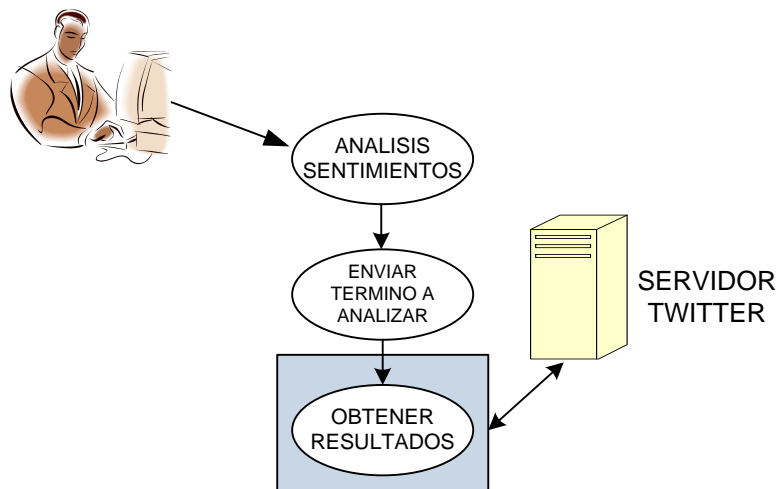 ANALISIS
SENTIMIENTOS
ENVIAR
TERMINO A
ANALIZAR
SERVIDOR
TWITTER
OBTENER
RESULTADOS